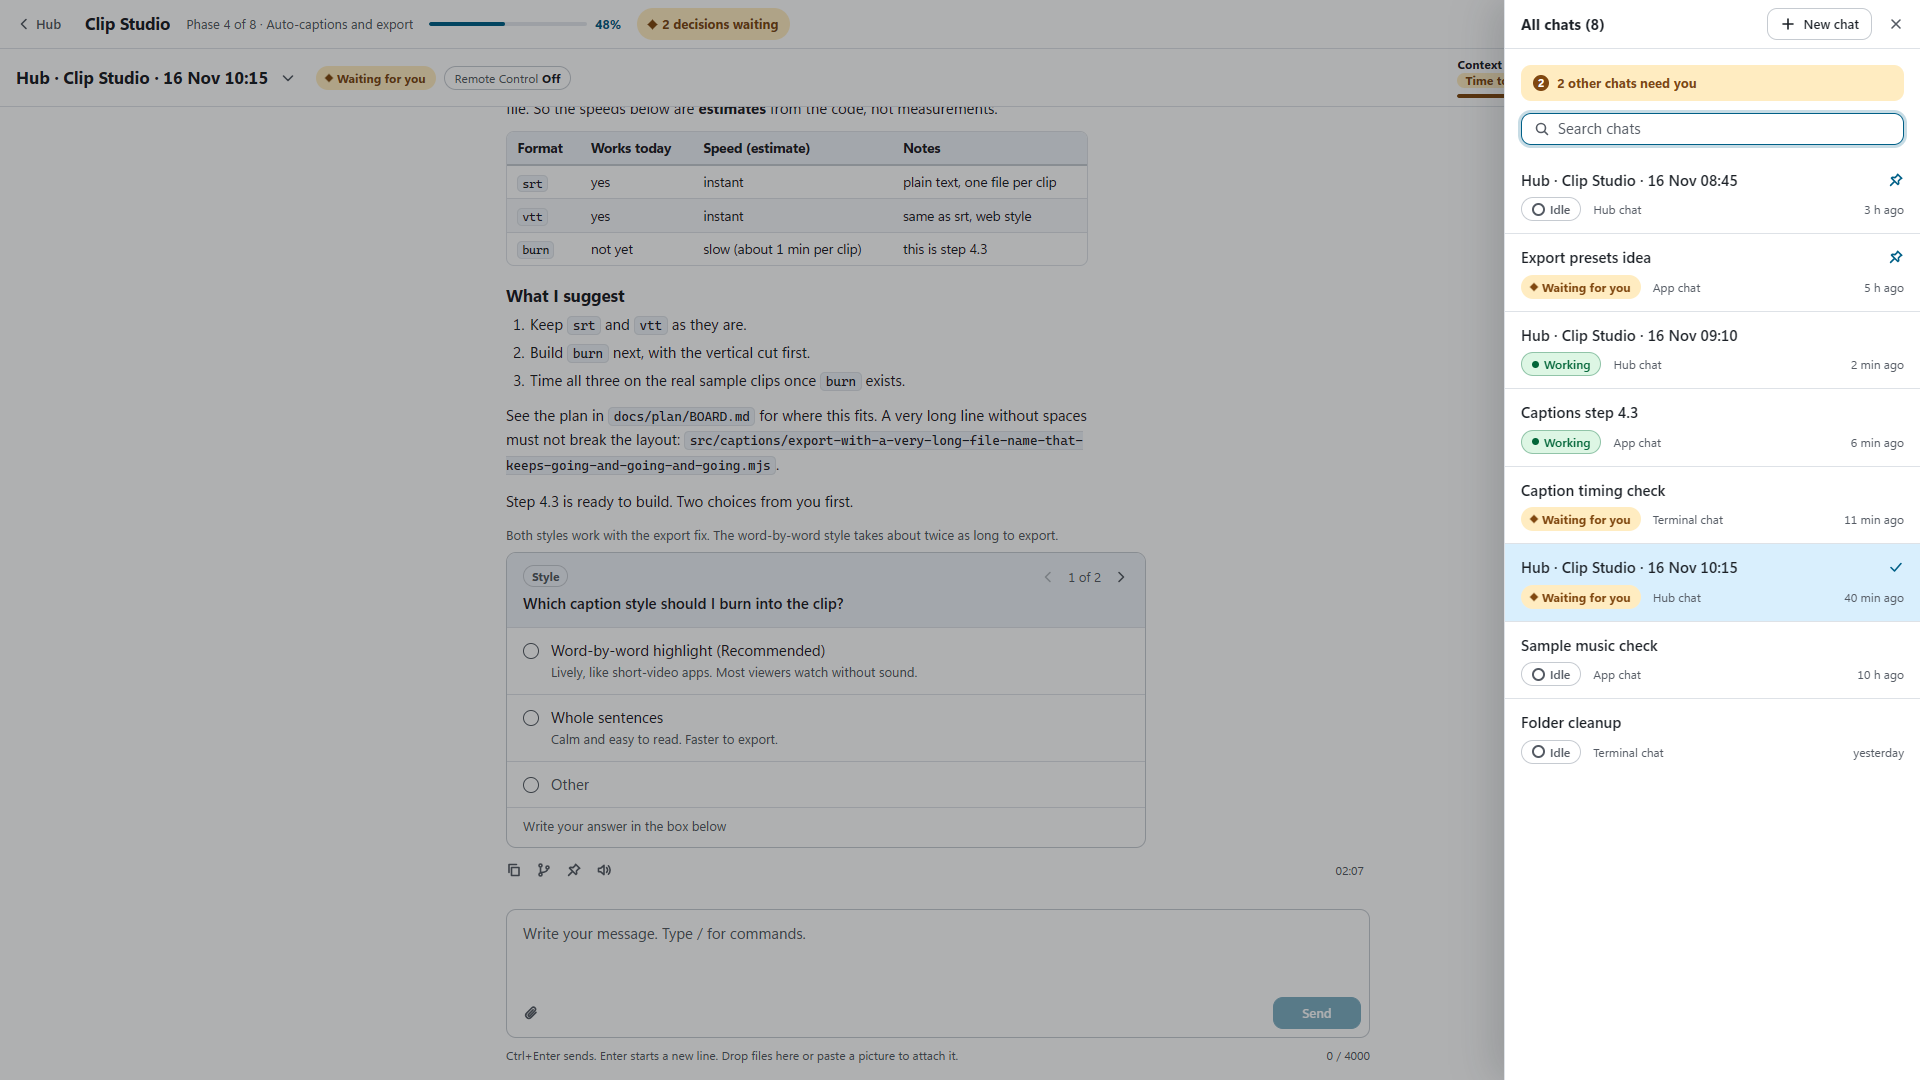 Hub
Clip Studio
Phase 4 of 8 · Auto-captions and export
48%
◆ 2 decisions waiting
Hub · Clip Studio · 16 Nov 10:15
◆ Waiting for you
Remote Control Off
Context
file. So the speeds below are estimates from the code, not measurements.
Format Works today Speed (estimate) Notes
srt yes instant plain text, one file per clip
vtt yes instant same as srt, web style
burn not yet slow (about 1 min per clip) this is step 4.3
What I suggest
1. Keep srt and vtt as they are.
2. Build burn next, with the vertical cut first.
3. Time all three on the real sample clips once burn exists.
See the plan in docs/plan/BOARD.md for where this fits. A very long line without spaces
must not break the layout: src/captions/export-with-a-very-long-file-name-that-
keeps-going-and-going-and-going.mjs.
Step 4.3 is ready to build. Two choices from you first.
Both styles work with the export fix. The word-by-word style takes about twice as long to export.
Style
1 of 2
Which caption style should I burn into the clip?
Word-by-word highlight (Recommended)
Lively, like short-video apps. Most viewers watch without sound.
Whole sentences
Calm and easy to read. Faster to export.
Other
Write your answer in the box below
02:07
Write your message. Type / for commands.
Send
Ctrl+Enter sends. Enter starts a new line. Drop files here or paste a picture to attach it.
0 / 4000
All chats (8)
New chat
2 2 other chats need you
Search chats
Hub · Clip Studio · 16 Nov 08:45
Idle Hub chat 3 h ago
Export presets idea
◆ Waiting for you App chat 5 h ago
Hub · Clip Studio · 16 Nov 09:10
Working Hub chat 2 min ago
Captions step 4.3
Working App chat 6 min ago
Caption timing check
◆ Waiting for you Terminal chat 11 min ago
Hub · Clip Studio · 16 Nov 10:15
◆ Waiting for you Hub chat 40 min ago
Sample music check
Idle App chat 10 h ago
Folder cleanup
Idle Terminal chat yesterday